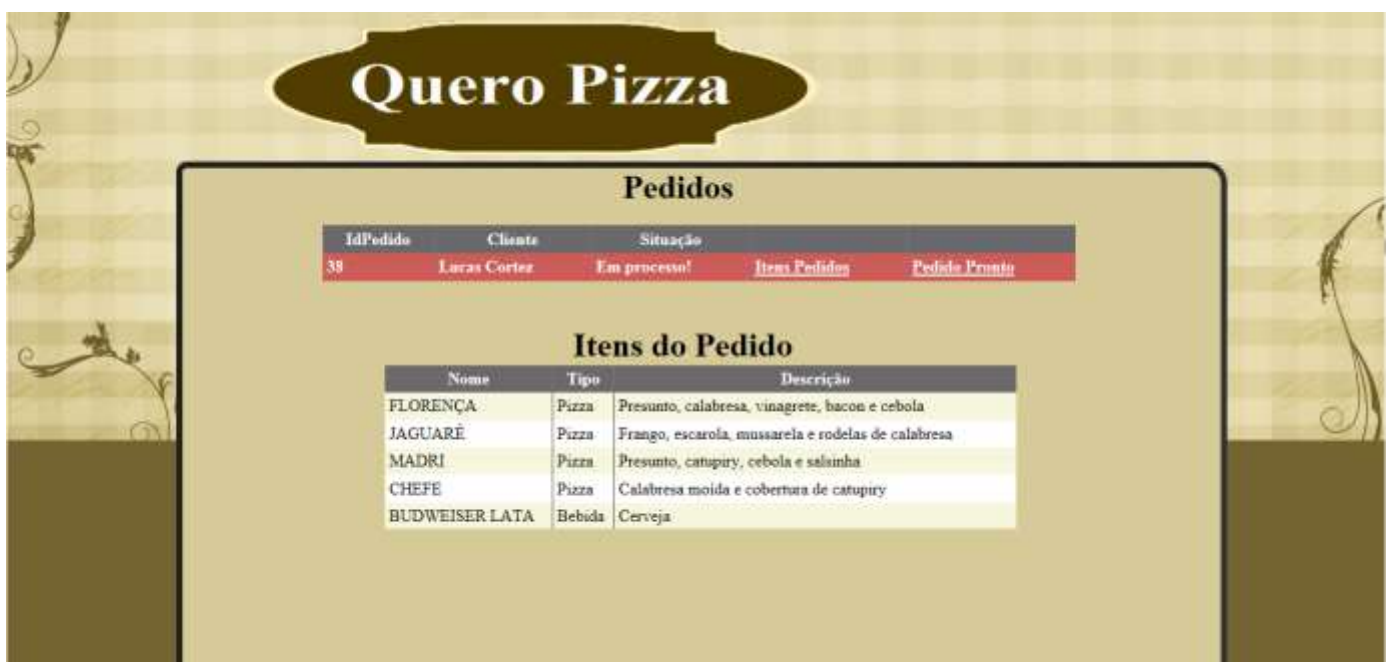 Quero Pizza
Pedidos
IdPedido Cliente Situação
38 Lucas Cortez Em processo! Itens Pedidos Pedido Pronto
Itens do Pedido
Nome Tipo Descrição
FLORENÇA Pizza Presunto, calabresa, vinagrete, bacon e cebola
JAGUARÉ Pizza Frango, escarola, mussarela e rodelas de calabresa
MADRI Pizza Presunto, catupiry, cebola e salsinha
CHEFE Pizza Calabresa moída e cobertura de catupiry
BUDWEISER LATA Bebida Cerveja